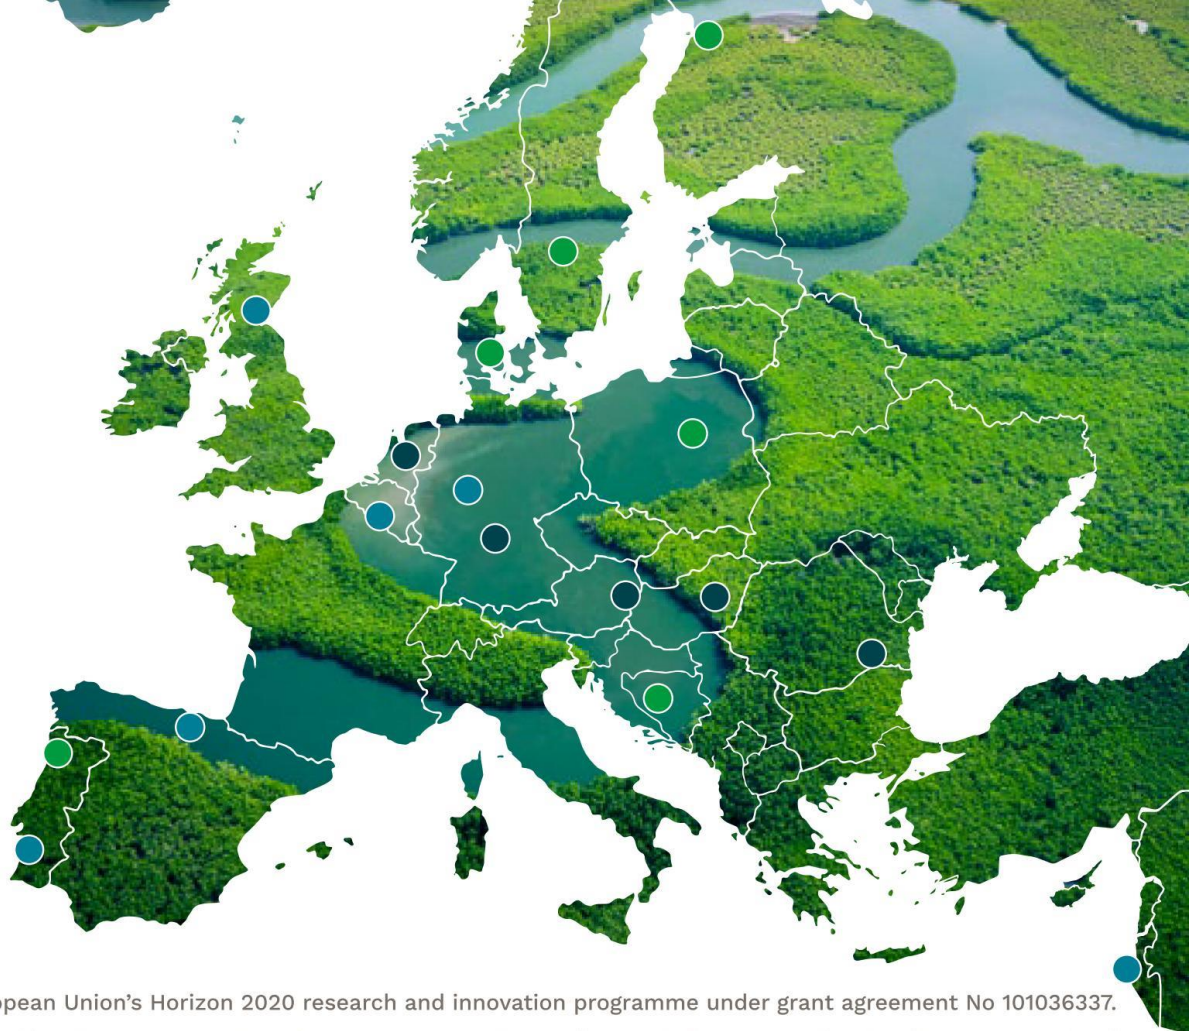 opean Union’s Horizon 2020 research and innovation programme under grant agreement No 101036337.